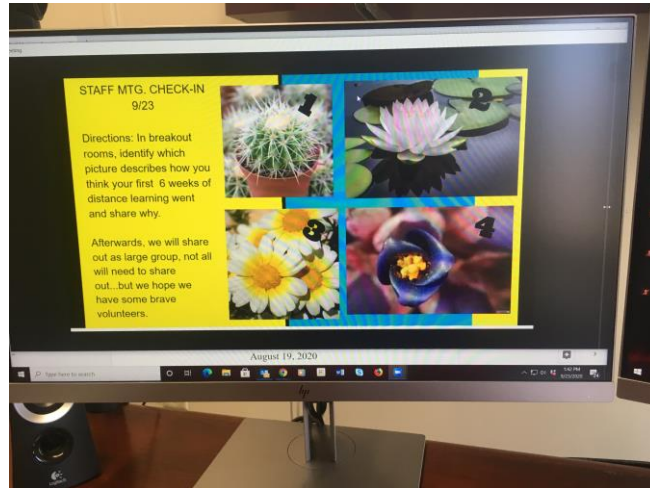 STAFF MTG. CHECK-IN
9/23
Directions: In breakout
rooms, identify which
picture describes how you
think your first 6 weeks of
distance learning went
and share why.
Afterwards, we will share
out as large group, not all
will need to share
out...but we hope we
have some brave
volunteers.
1
2
3
4
August 19, 2020
Type here to search
hp
logitech